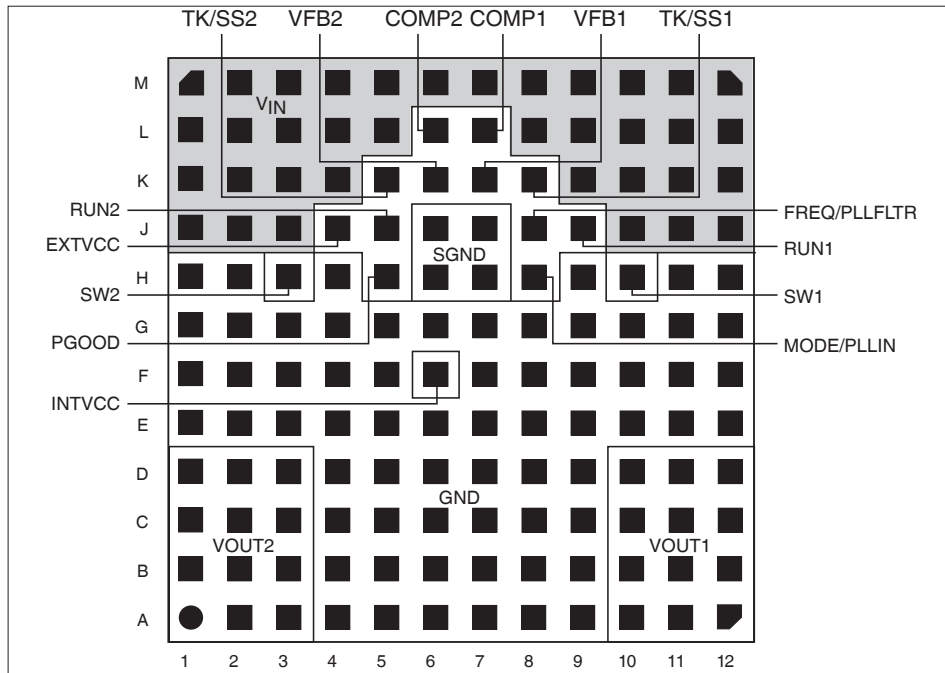 TK/SS2 VFB2 COMP2 COMP1 VFB1 TK/SS1
M
VIN
L
K
RUN2
J
FREQ/PLLFLTR
EXTVCC
SGND
RUN1
H
SW2
SW1
G
PGOOD
MODE/PLLIN
F
INTVCC
E
D
GND
C
VOUT2
VOUT1
B
A
1 2 3 4 5 6 7 8 9 10 11 12